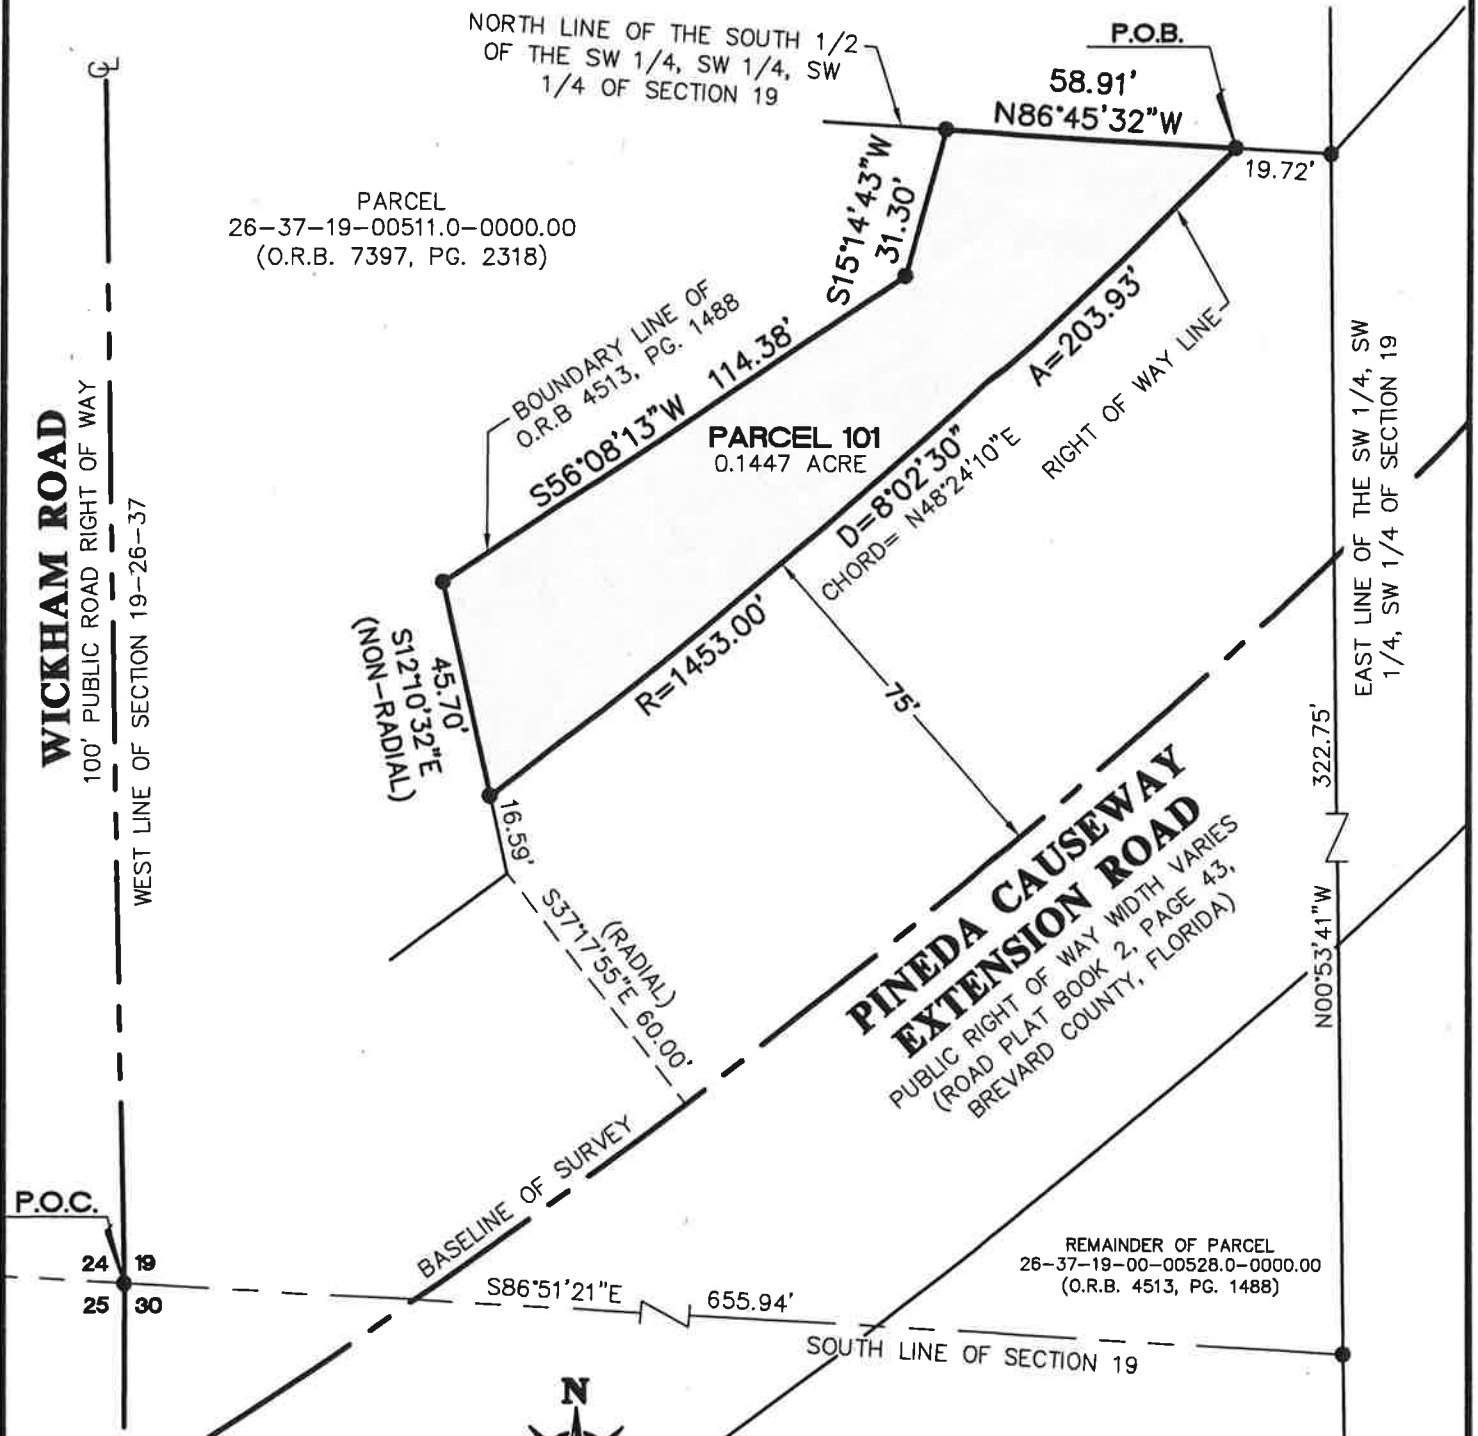 NORTH LINE OF THE SOUTH 1/2
OF THE SW 1/4, SW 1/4, SW
1/4 OF SECTION 19
P.O.B.
58.91'
N86°45'32"W
19.72'
S15°14'43"W
31.30'
PARCEL
26-37-19-00511.0-0000.00
(O.R.B. 7397, PG. 2318)
BOUNDARY LINE OF
O.R.B 4513, PG. 1488
S56°08'13"W 114.38'
PARCEL 101
0.1447 ACRE
A=203.93'
RIGHT OF WAY LINE
D=8°02'30"
CHORD= N48°24'10"E
R=1453.00'
75'
WICKHAM ROAD
100' PUBLIC ROAD RIGHT OF WAY
WEST LINE OF SECTION 19-26-37
45.70'
S12°10'32"E
(NON-RADIAL)
16.59'
(RADIAL)
S37°17'55"E 60.00'
EAST LINE OF THE SW 1/4, SW
1/4, SW 1/4 OF SECTION 19
322.75'
N00°53'41"W
PINEDA CAUSEWAY
EXTENSION ROAD
PUBLIC RIGHT OF WAY WIDTH VARIES
(ROAD PLAT BOOK 2, PAGE 43,
BREVARD COUNTY, FLORIDA)
BASELINE OF SURVEY
P.O.C.
24 19
25 30
S86°51'21"E 655.94'
SOUTH LINE OF SECTION 19
REMAINDER OF PARCEL
26-37-19-00-00528.0-0000.00
(O.R.B. 4513, PG. 1488)
N